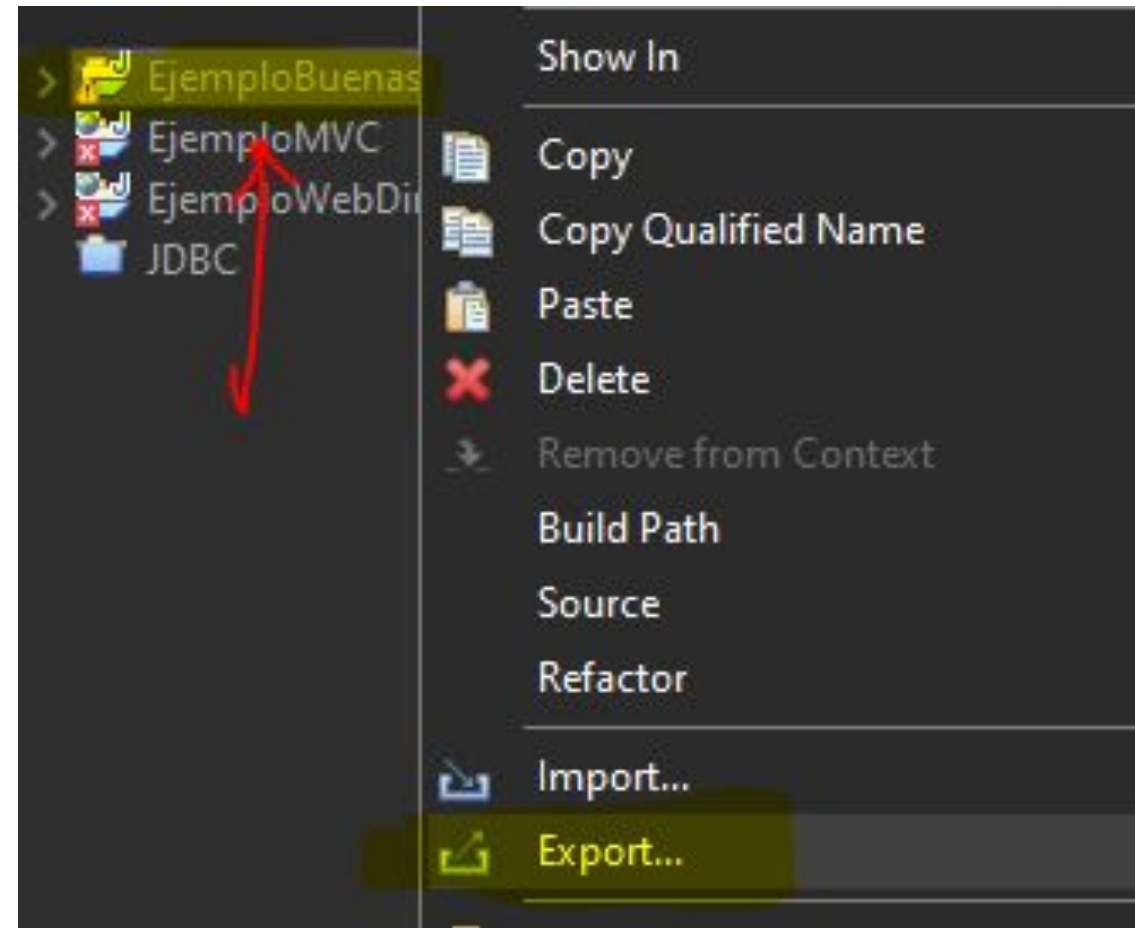 EjemploBuenas
EjemploMVC
EjemploWebDi
JDBC
Show In
Copy
Copy Qualified Name
Paste
Delete
Remove from Context
Build Path
Source
Refactor
Import...
Export...